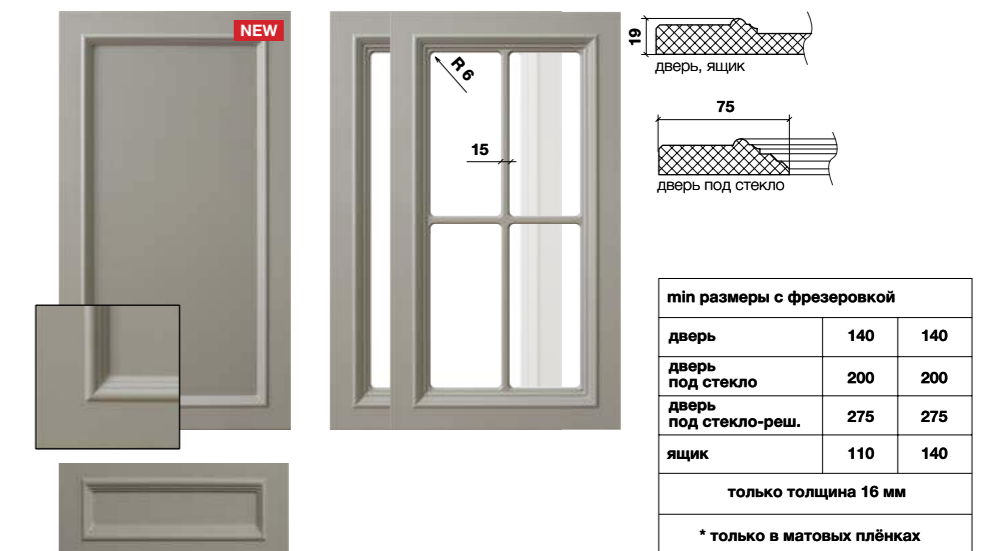 NEW
R 6
15
19
дверь, ящик
75
дверь под стекло
min размеры с фрезеровкой
дверь 140 140
дверь
под стекло 200 200
дверь
под стекло-реш. 275 275
ящик 110 140
только толщина 16 мм
* только в матовых плёнках